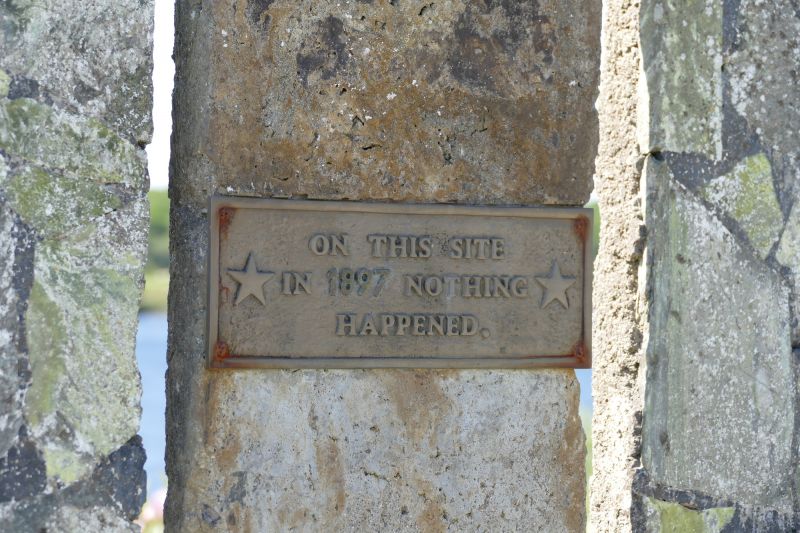 ON THIS SITE
IN 1897 NOTHING
HAPPENED.